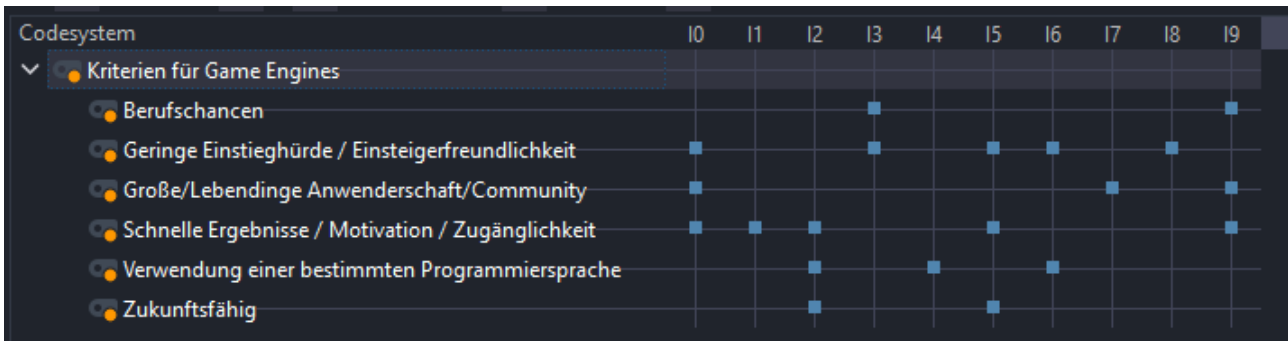 Codesystem I0 I1 I2 I3 I4 I5 I6 I7 I8 I9
Kriterien für Game Engines
Berufschancen
Geringe Einstieghürde / Einsteigerfreundlichkeit
Große/Lebendinge Anwenderschaft/Community
Schnelle Ergebnisse / Motivation / Zugänglichkeit
Verwendung einer bestimmten Programmiersprache
Zukunftsfähig